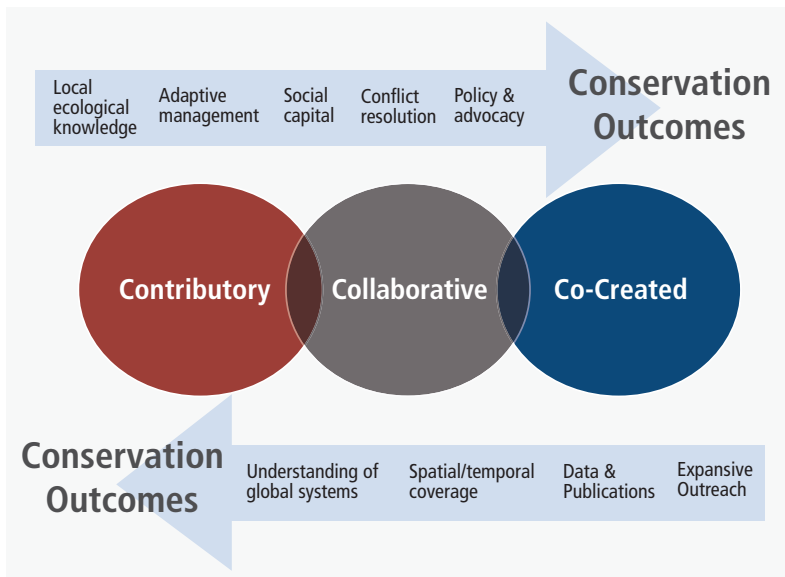 Local
ecological
knowledge
Adaptive
management
Social
capital
Conflict
resolution
Policy &
advocacy
Conservation
Outcomes
Contributory
Collaborative
Co-Created
Conservation
Outcomes
Understanding of
global systems
Spatial/temporal
coverage
Data &
Publications
Expansive
Outreach